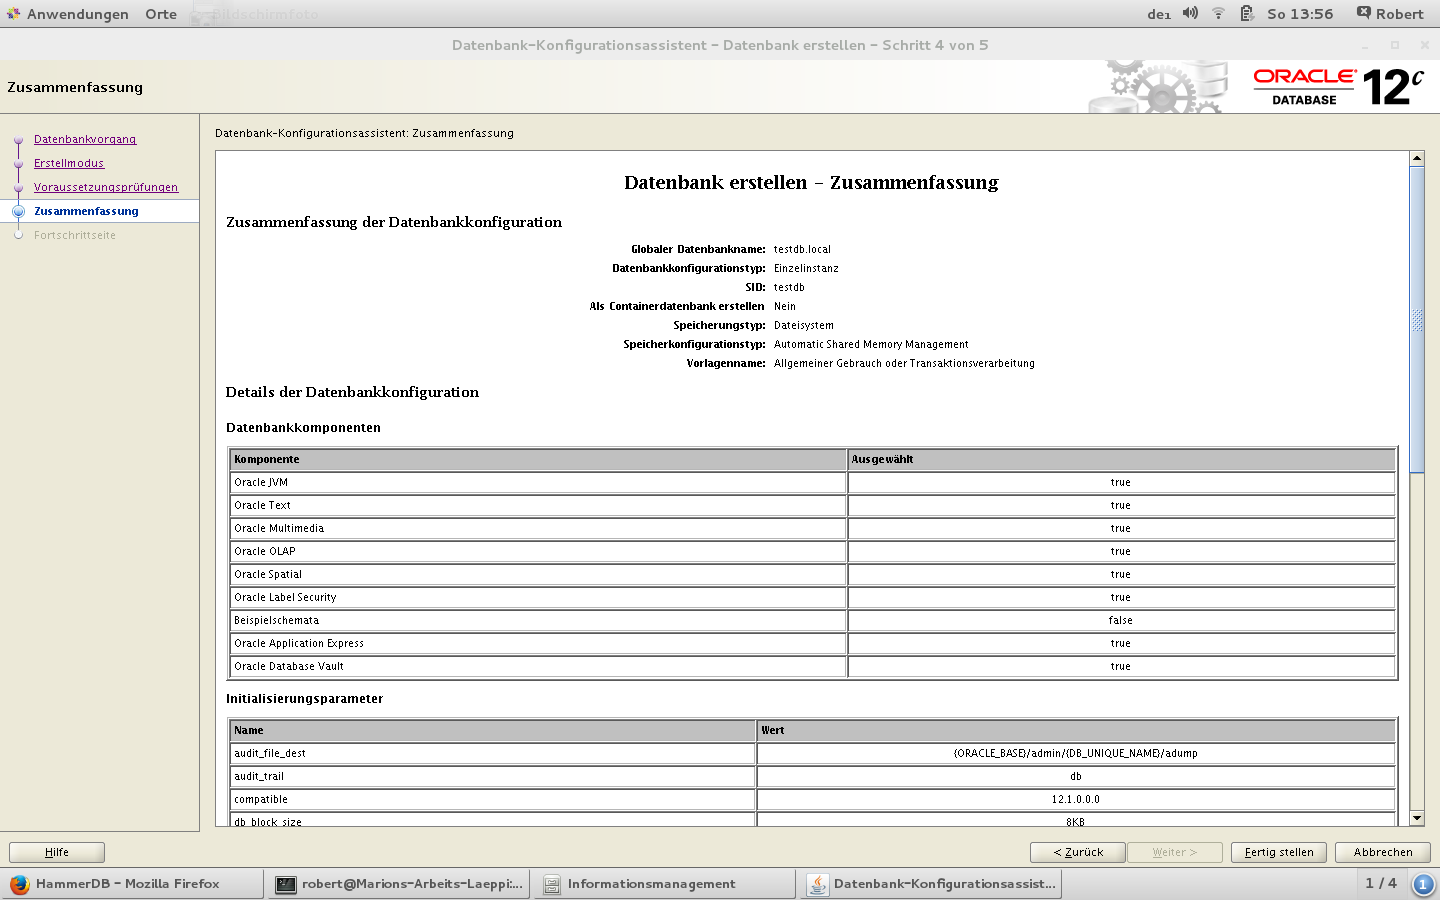 Anwendungen Orte Bildschirmfoto de1 So 13:56 Robert
Datenbank-Konfigurationsassistent - Datenbank erstellen - Schritt 4 von 5
Zusammenfassung
ORACLE®
DATABASE 12c
Datenbankvorgang
Erstellmodus
Voraussetzungsprüfungen
Zusammenfassung
Fortschrittseite
Datenbank-Konfigurationsassistent: Zusammenfassung
Datenbank erstellen - Zusammenfassung
Zusammenfassung der Datenbankkonfiguration
Globaler Datenbankname: testdb.local
Datenbankkonfigurationstyp: Einzelinstanz
SID: testdb
Als Containerdatenbank erstellen Nein
Speicherungstyp: Dateisystem
Speicherkonfigurationstyp: Automatic Shared Memory Management
Vorlagenname: Allgemeiner Gebrauch oder Transaktionsverarbeitung
Details der Datenbankkonfiguration
Datenbankkomponenten
Komponente Ausgewählt
Oracle JVM true
Oracle Text true
Oracle Multimedia true
Oracle OLAP true
Oracle Spatial true
Oracle Label Security true
Beispielschemata false
Oracle Application Express true
Oracle Database Vault true
Initialisierungsparameter
Name Wert
audit_file_dest {ORACLE_BASE}/admin/{DB_UNIQUE_NAME}/adump
audit_trail db
compatible 12.1.0.0.0
db_block_size 8KB
Hilfe < Zurück Weiter > Fertig stellen Abbrechen
HammerDB - Mozilla Firefox robert@Marions-Arbeits-Laeppi:... Informationsmanagement Datenbank-Konfigurationsassist... 1 / 4 1